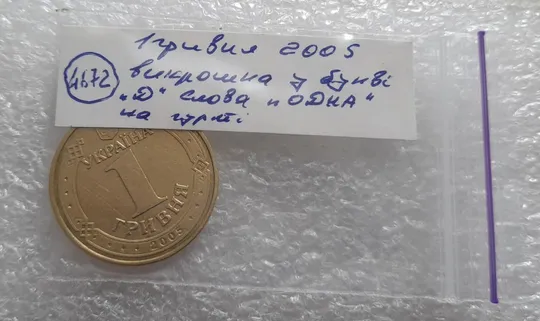 1 гривня 2005
4672
викрошка у букві
„Д" слова „ОДНА"
на гурті
УКРАЇНА
1
ГРИВНЯ
2005